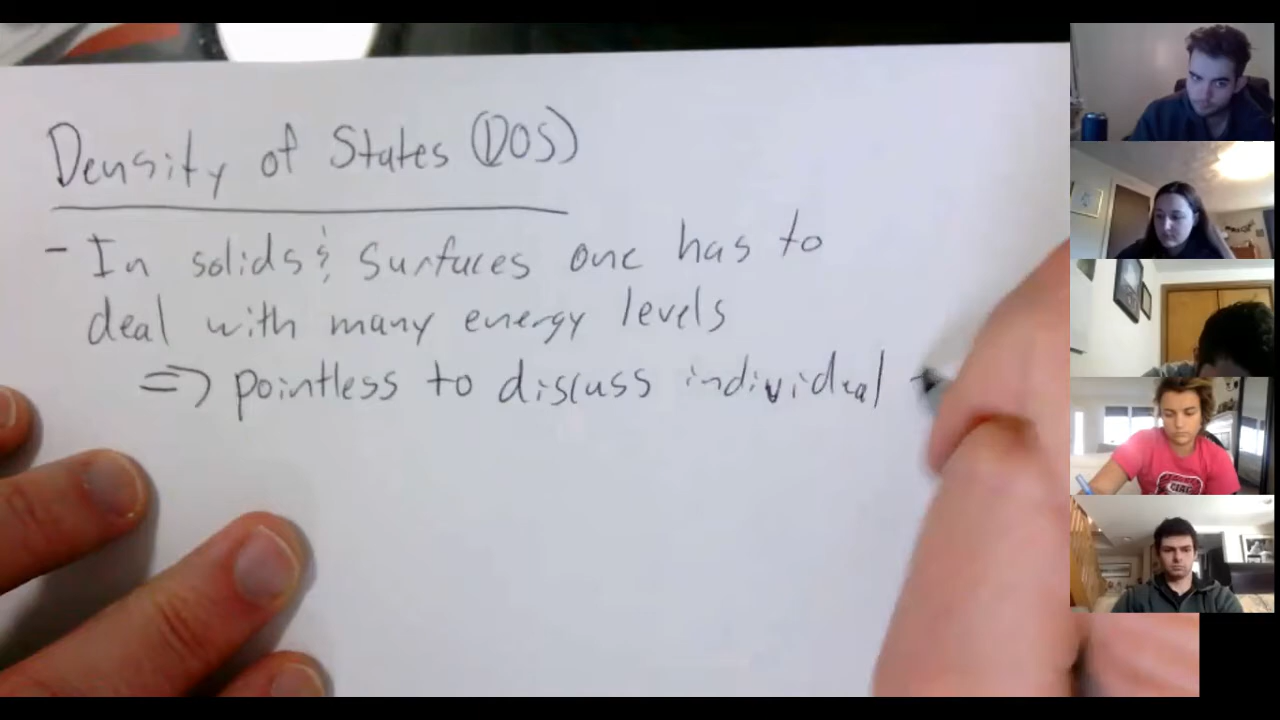 Density of States (DOS)
- In solids & surfaces one has to
deal with many energy levels
=> pointless to discuss individual